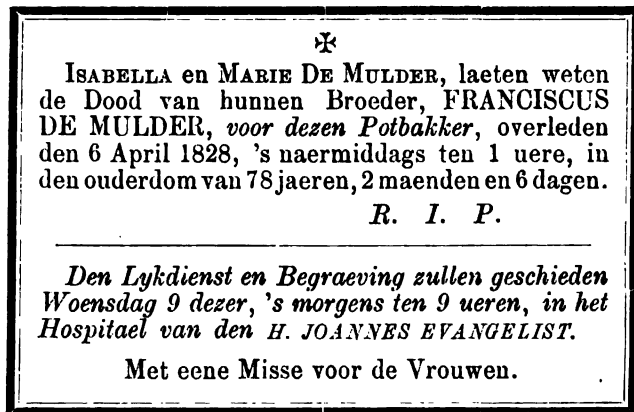 ✠
ISABELLA en MARIE DE MULDER, laeten weten
de Dood van hunnen Broeder, FRANCISCUS
DE MULDER, voor dezen Potbakker, overleden
den 6 April 1828, 's naermiddags ten 1 uere, in
den ouderdom van 78 jaeren, 2 maenden en 6 dagen.
R. I. P.
Den Lykdienst en Begraeving zullen geschieden
Woensdag 9 dezer, 's morgens ten 9 ueren, in het
Hospitael van den H. JOANNES EVANGELIST.
Met eene Misse voor de Vrouwen.